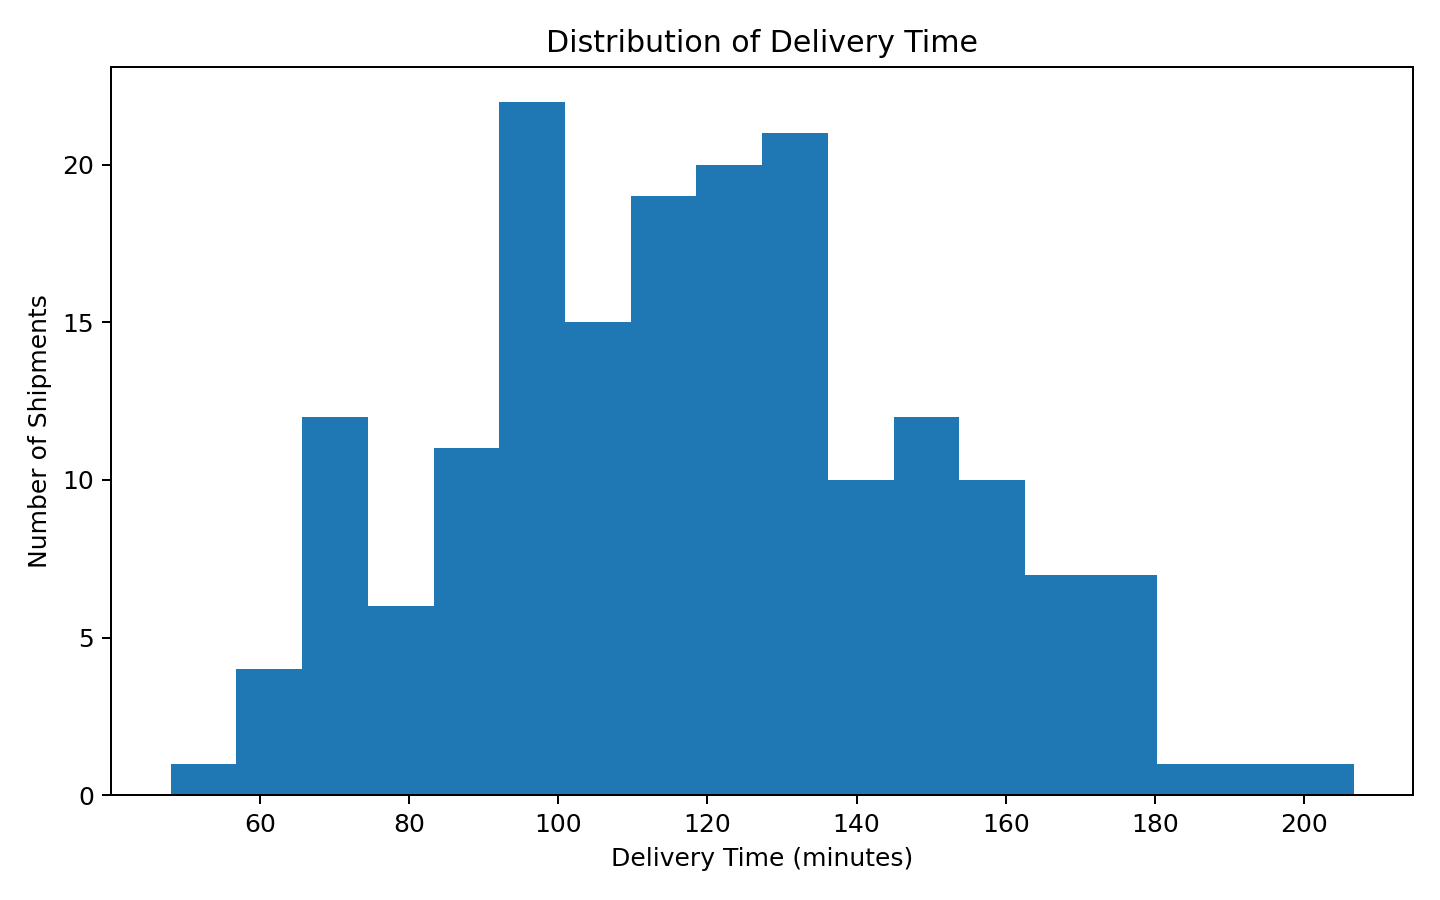 Distribution of Delivery Time
Number of Shipments
20
15
10
5
0
60 80 100 120 140 160 180 200
Delivery Time (minutes)